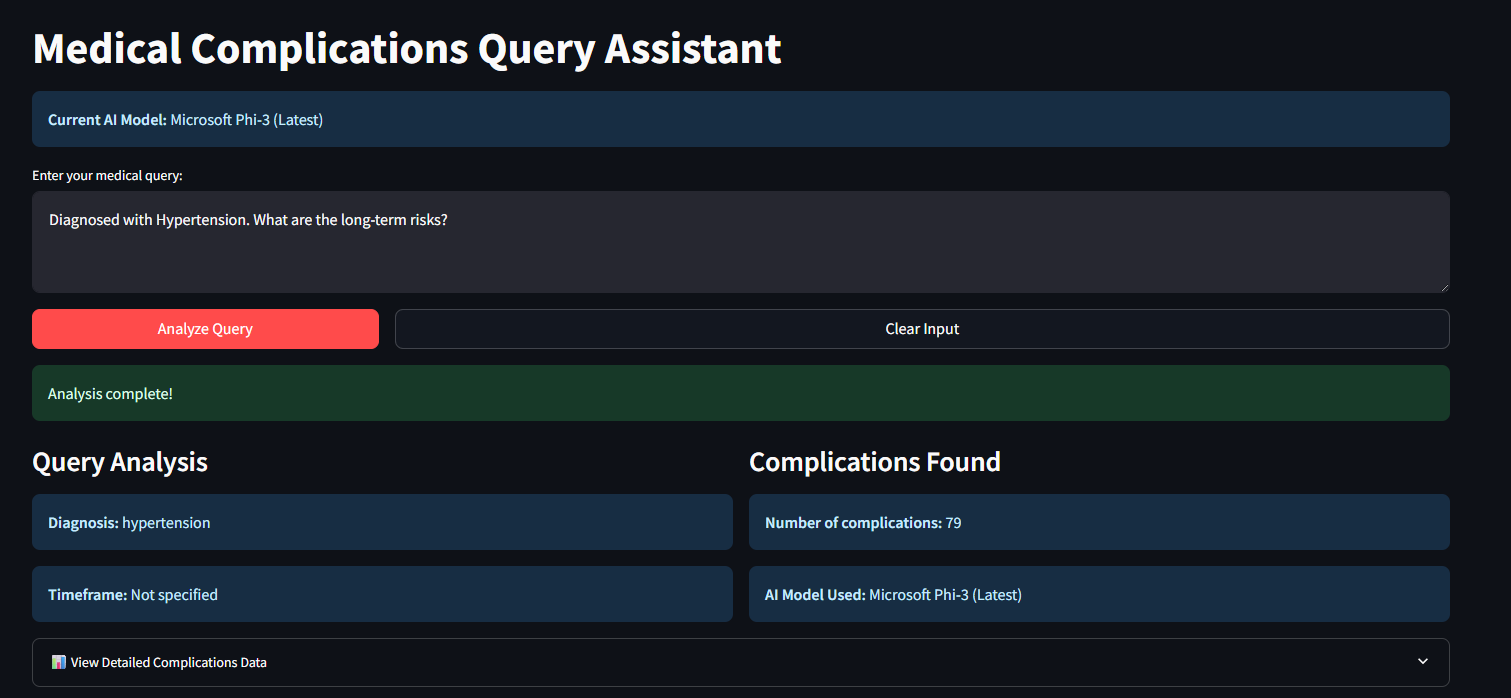 Medical Complications Query Assistant
Current AI Model: Microsoft Phi-3 (Latest)
Enter your medical query:
Diagnosed with Hypertension. What are the long-term risks?
Analyze Query
Clear Input
Analysis complete!
Query Analysis
Diagnosis: hypertension
Timeframe: Not specified
Complications Found
Number of complications: 79
AI Model Used: Microsoft Phi-3 (Latest)
View Detailed Complications Data